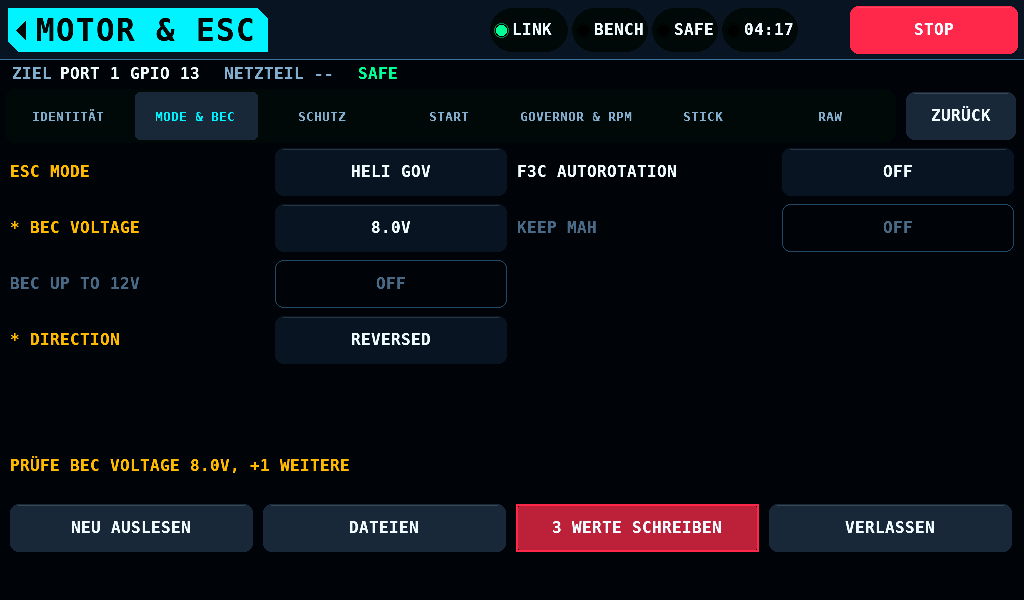 MOTOR & ESC
LINK
BENCH
SAFE
04:17
STOP
ZIEL PORT 1 GPIO 13 NETZTEIL -- SAFE
IDENTITÄT
MODE & BEC
SCHUTZ
START
GOVERNOR & RPM
STICK
RAW
ZURÜCK
ESC MODE
HELI GOV
F3C AUTOROTATION
OFF
* BEC VOLTAGE
8.0V
KEEP MAH
OFF
BEC UP TO 12V
OFF
* DIRECTION
REVERSED
PRÜFE BEC VOLTAGE 8.0V, +1 WEITERE
NEU AUSLESEN
DATEIEN
3 WERTE SCHREIBEN
VERLASSEN